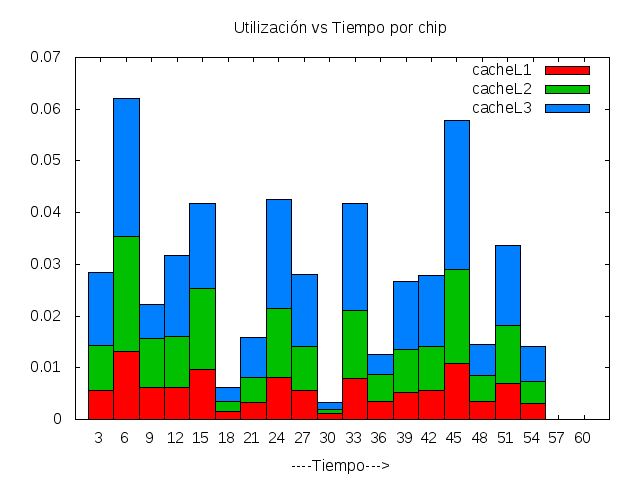 Utilización vs Tiempo por chip
cacheL1
cacheL2
cacheL3
0.07
0.06
0.05
0.04
0.03
0.02
0.01
0
3 6 9 12 15 18 21 24 27 30 33 36 39 42 45 48 51 54 57 60
----Tiempo--->